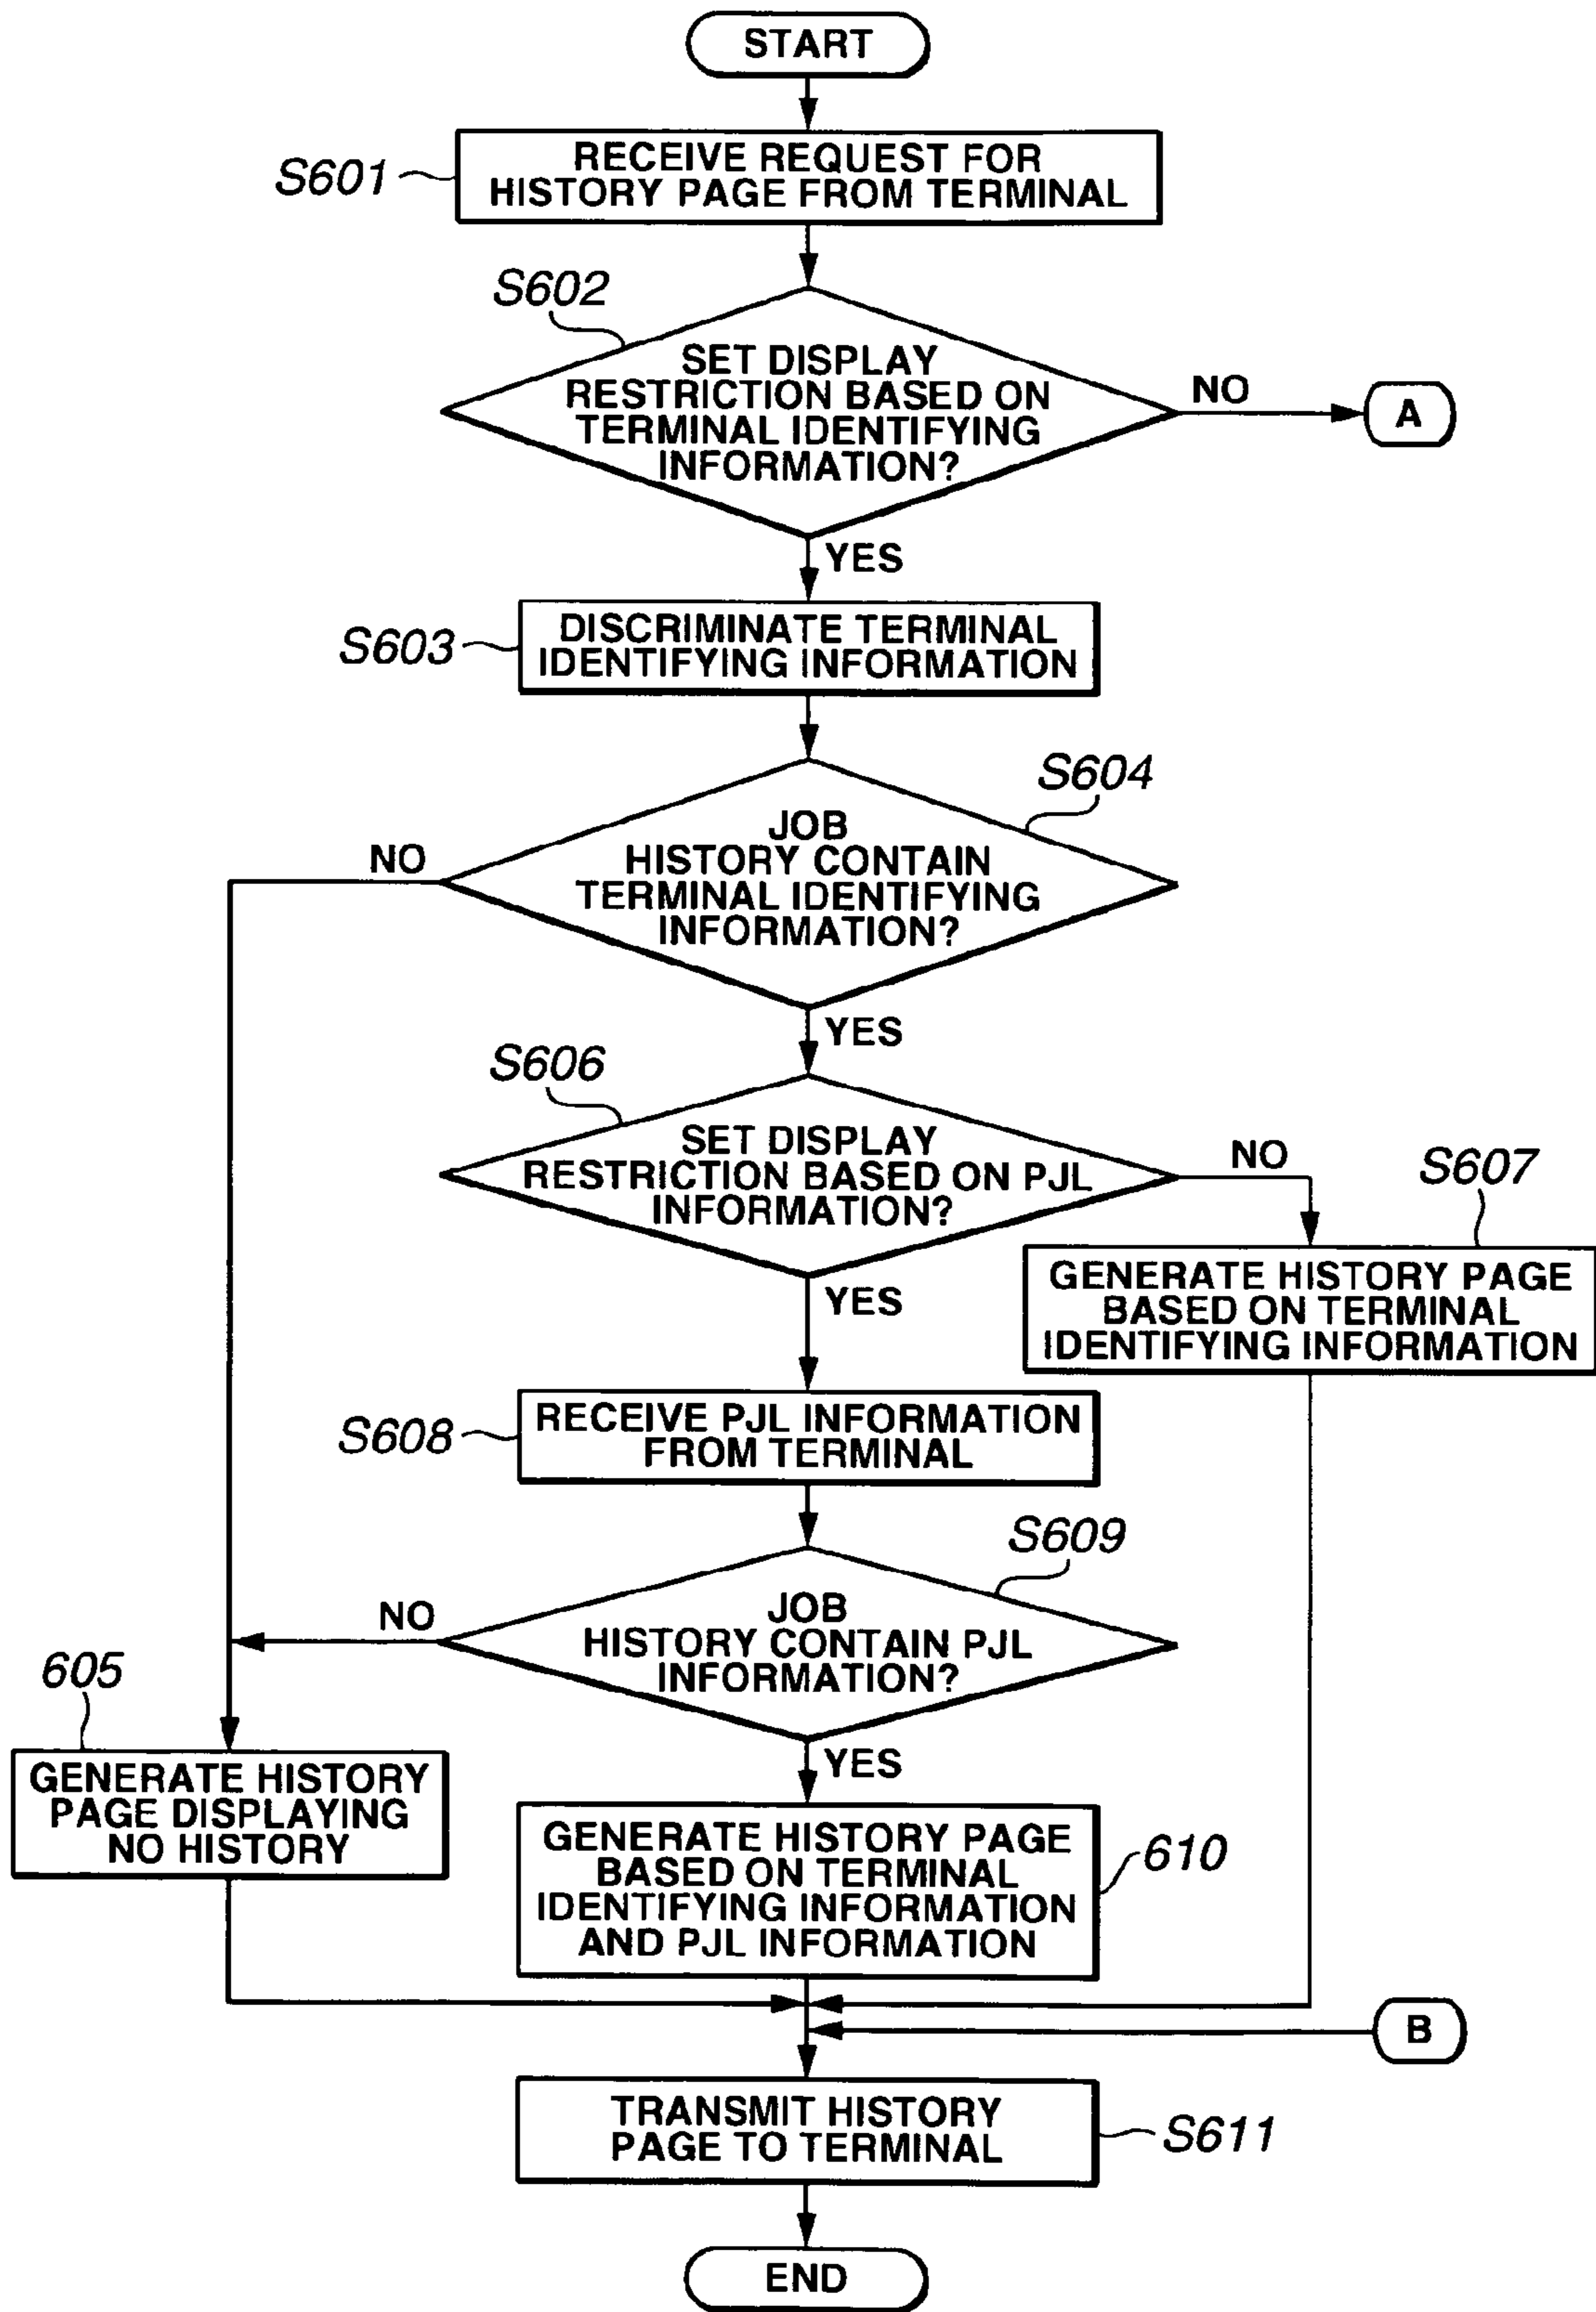 START
S601
RECEIVE REQUEST FOR
HISTORY PAGE FROM TERMINAL
S602
SET DISPLAY
RESTRICTION BASED ON
TERMINAL IDENTIFYING
INFORMATION?
NO
A
YES
S603
DISCRIMINATE TERMINAL
IDENTIFYING INFORMATION
S604
JOB
HISTORY CONTAIN
TERMINAL IDENTIFYING
INFORMATION?
NO
YES
S606
SET DISPLAY
RESTRICTION BASED ON PJL
INFORMATION?
NO
S607
GENERATE HISTORY PAGE
BASED ON TERMINAL
IDENTIFYING INFORMATION
YES
S608
RECEIVE PJL INFORMATION
FROM TERMINAL
S609
JOB
HISTORY CONTAIN PJL
INFORMATION?
NO
605
GENERATE HISTORY
PAGE DISPLAYING
NO HISTORY
YES
GENERATE HISTORY PAGE
BASED ON TERMINAL
IDENTIFYING INFORMATION
AND PJL INFORMATION
610
B
TRANSMIT HISTORY
PAGE TO TERMINAL
S611
END